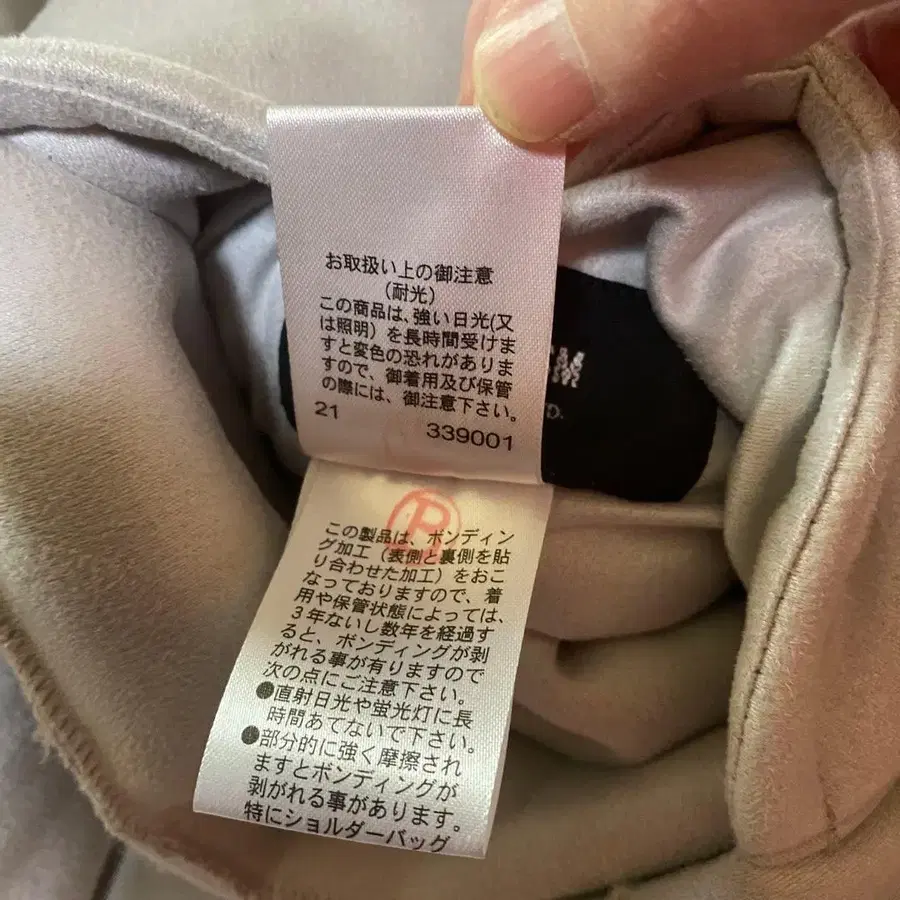 お取扱い上の御注意
（耐光）
この商品は、強い日光(又
は照明）を長時間受けま
すと変色の恐れがありま
すので、御着用及び保管
の際には、御注意下さい。
21
339001
R
この製品は、ボンディン
グ加工（表側と裏側を貼
り合わせた加工）をおこ
なっておりますので、着
用や保管状態によっては、
3年ないし数年を経過す
ると、ボンディングが剥
がれる事が有りますので
次の点にご注意下さい。
●直射日光や蛍光灯に長
時間あてないで下さい。
●部分的に強く摩擦され
ますとボンディングが
剥がれる事があります。
特にショルダーバッグ